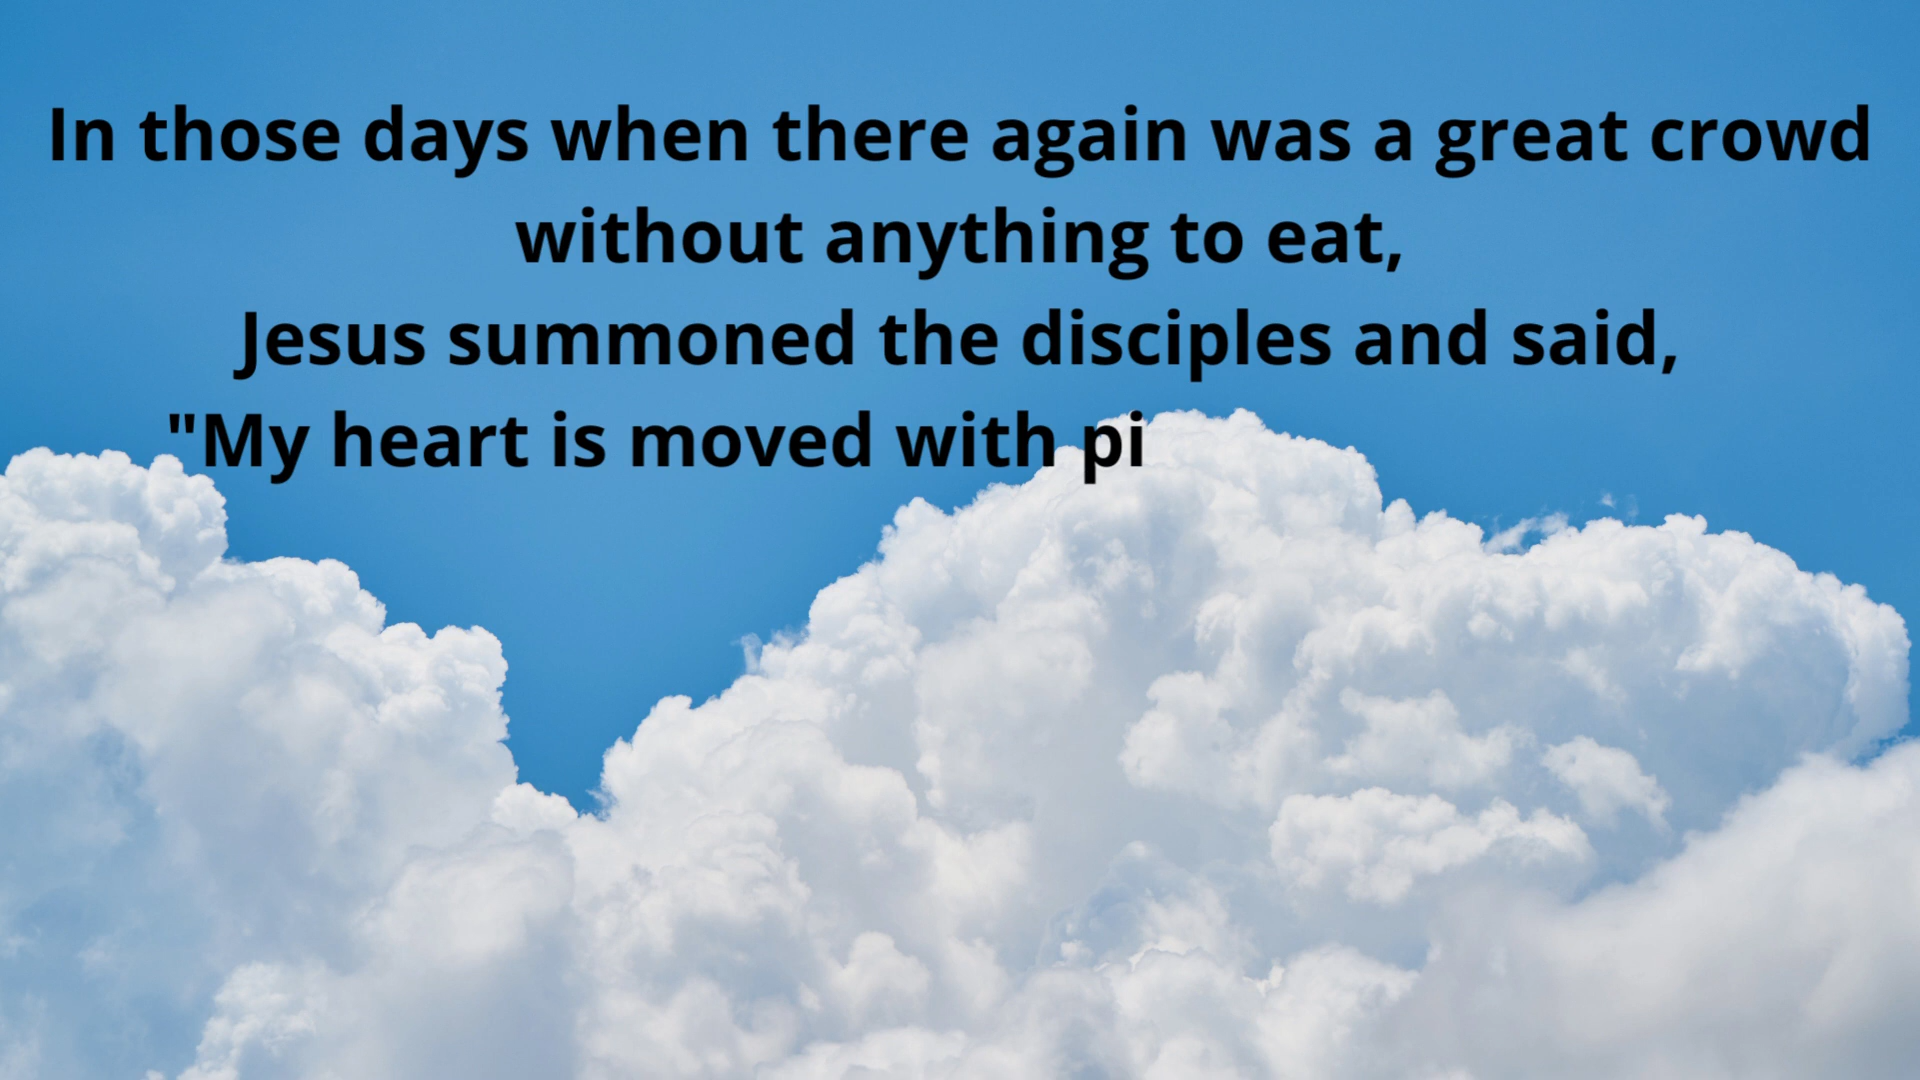 In those days when there again was a great crowd
without anything to eat,
Jesus summoned the disciples and said,
"My heart is moved with pi